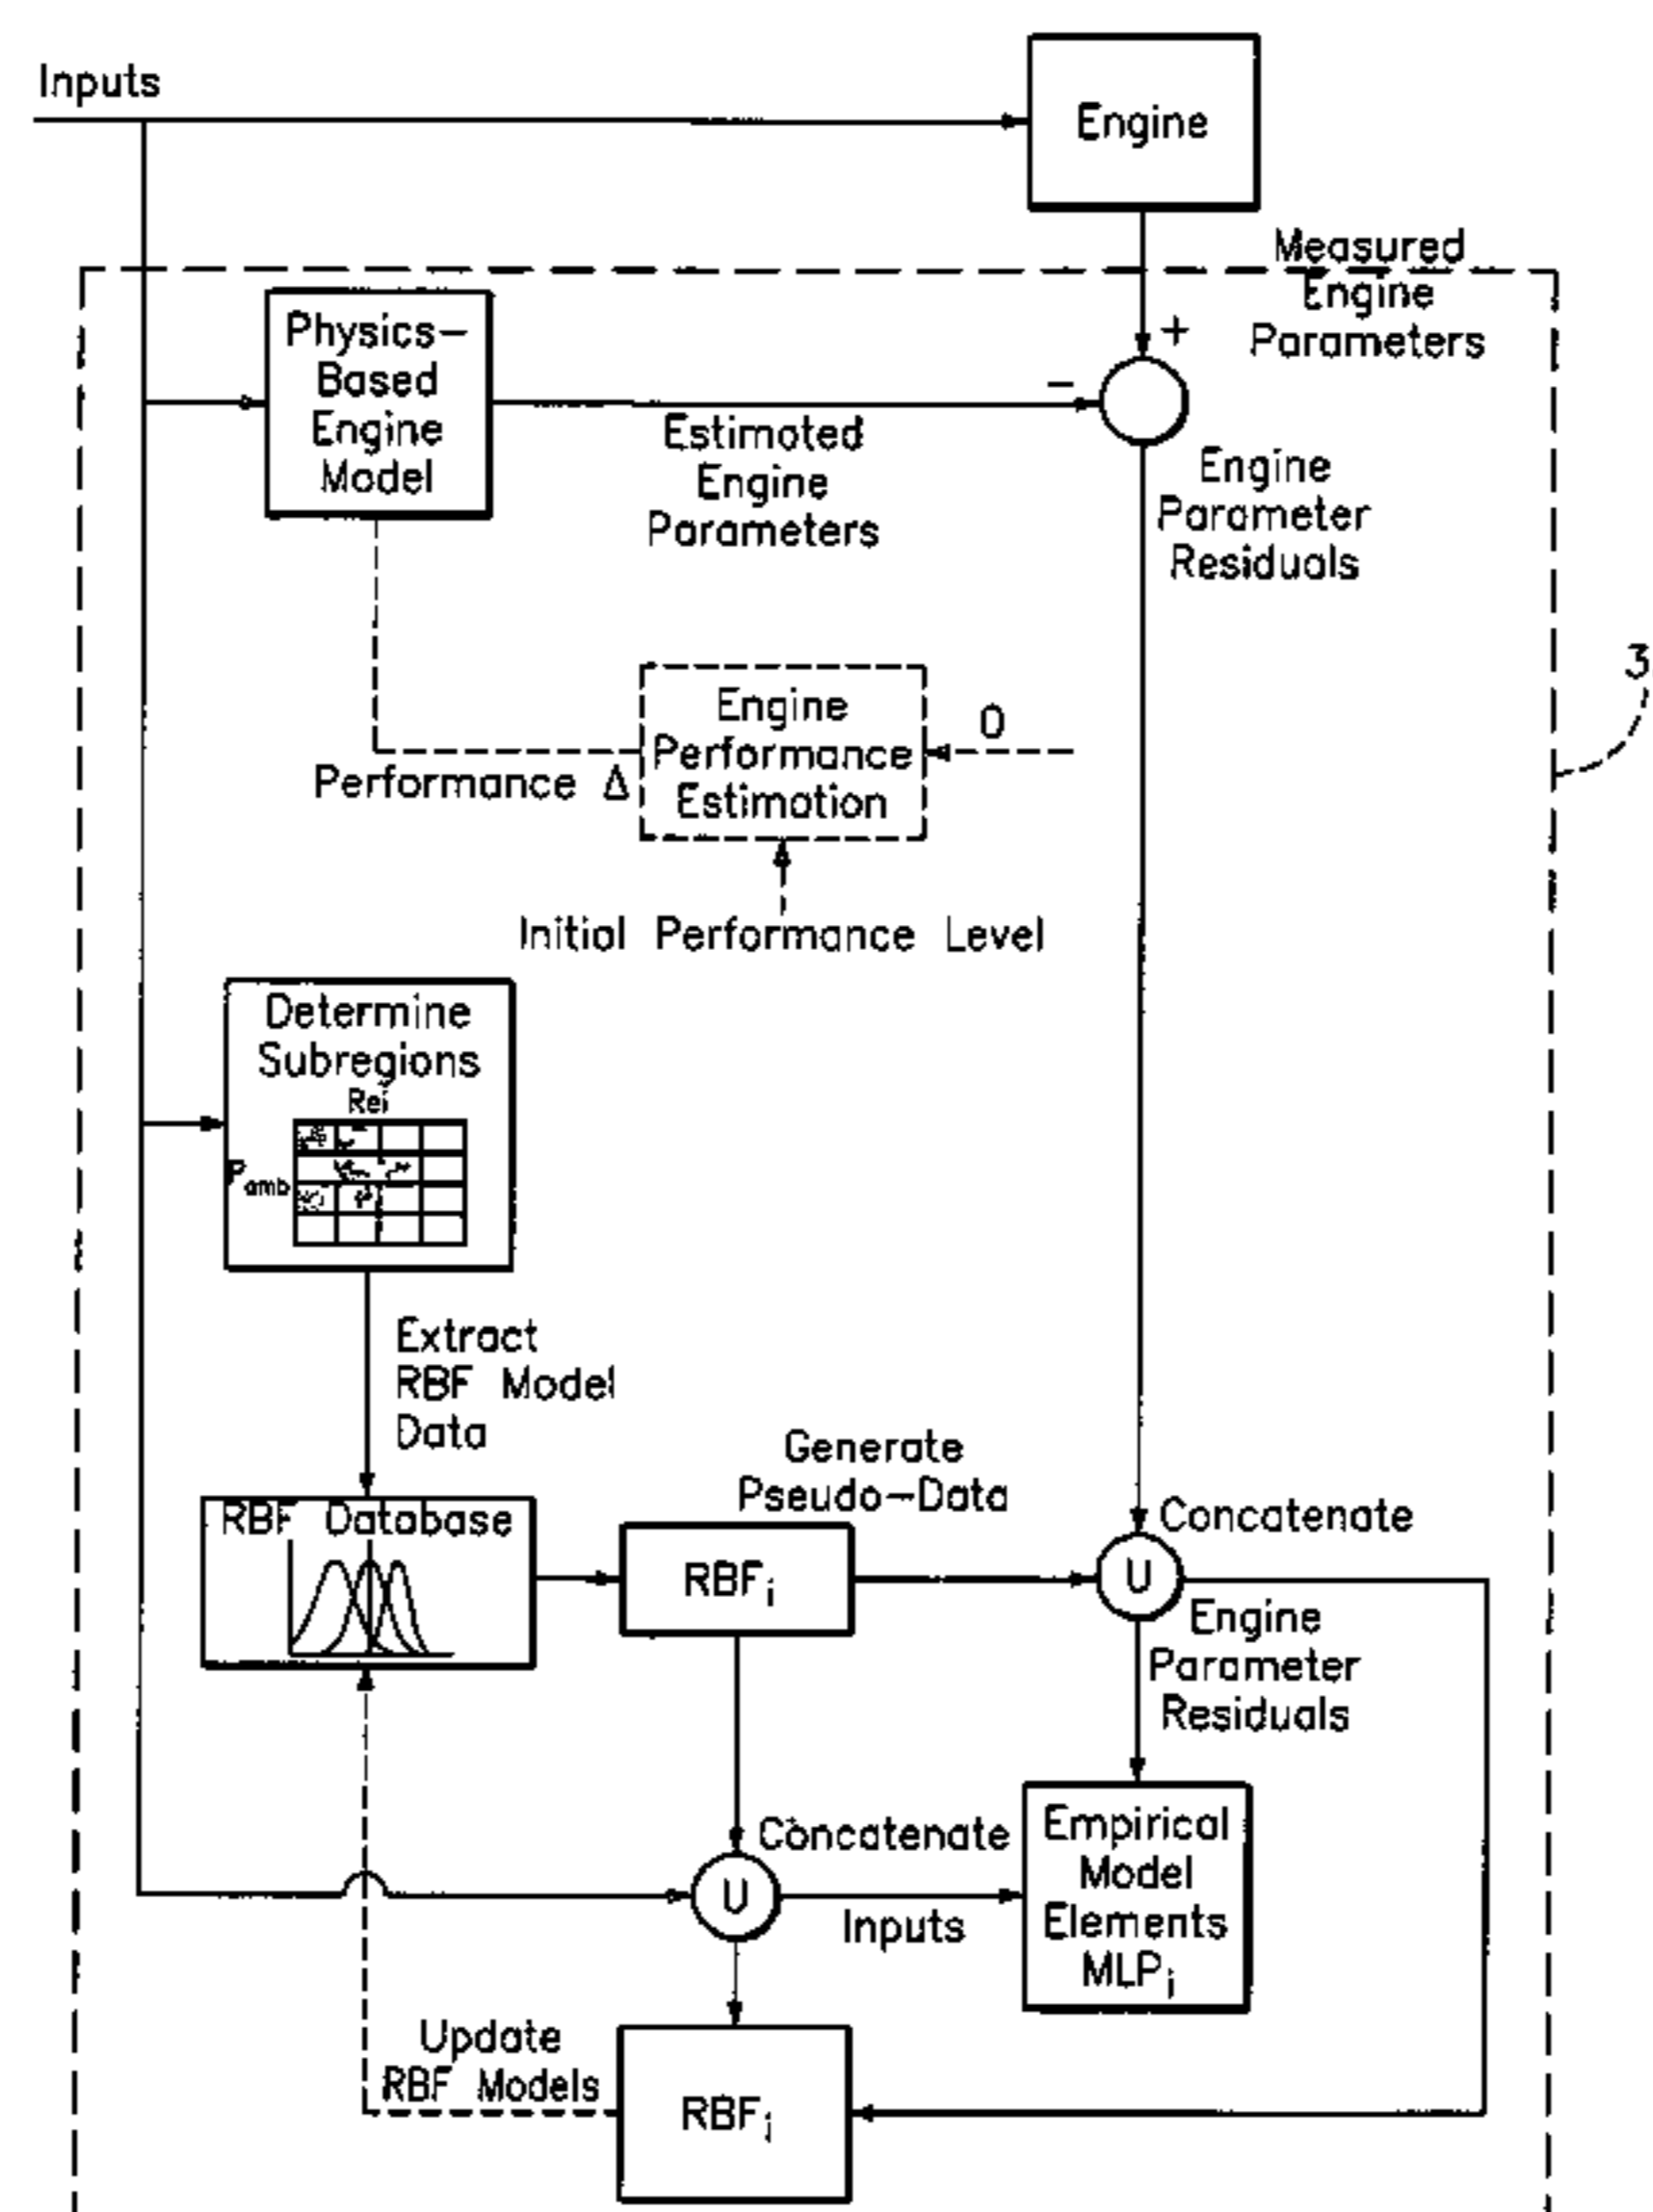 Inputs
Engine
Measured
Engine
Parameters
Physics–
Based
Engine
Model
+
–
Estimated
Engine
Parameters
Engine
Parameter
Residuals
3
Engine
Performance
Estimation
0
Performance Δ
Initial Performance Level
Determine
Subregions
Rei
Pamb
Extract
RBF Model
Data
Generate
Pseudo–Data
RBF Database
RBFi
Concatenate
U
Engine
Parameter
Residuals
Concatenate
U
Inputs
Empirical
Model
Elements
MLPi
Update
RBF Models
RBFi